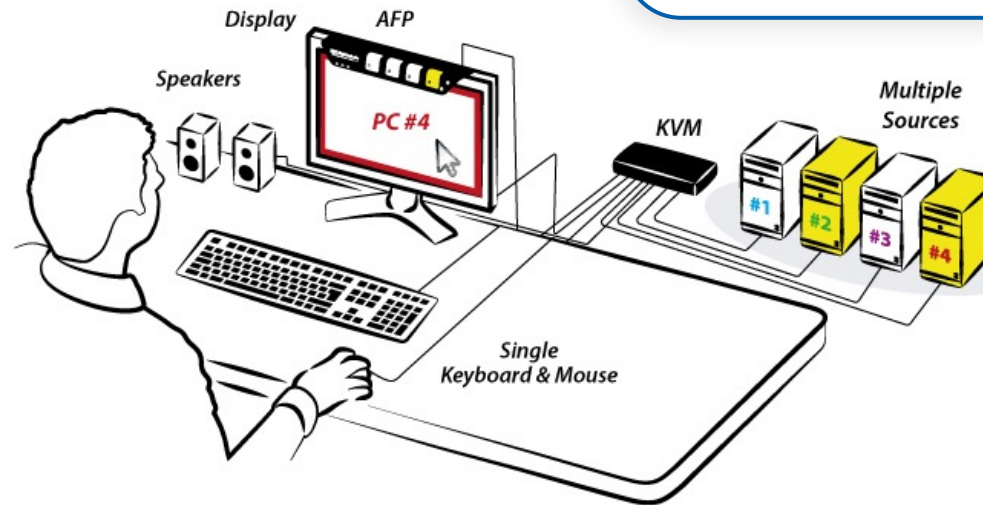 Display
AFP
Speakers
PC #4
KVM
Multiple
Sources
#1
#2
#3
#4
Single
Keyboard & Mouse